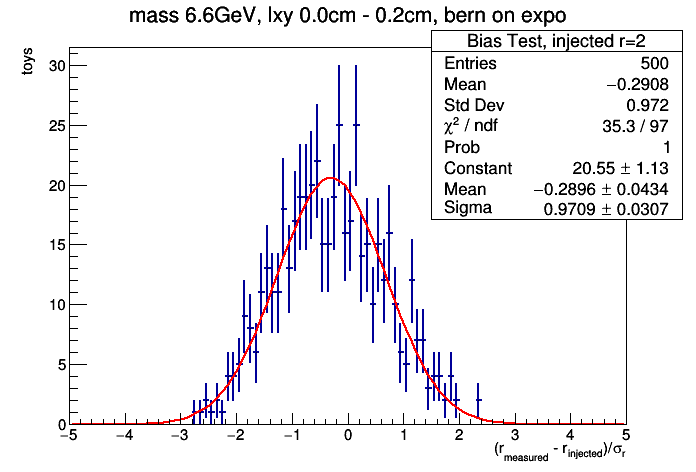 mass 6.6GeV, lxy 0.0cm - 0.2cm, bern on expo
toys
Bias Test, injected r=2
Entries 500
Mean −0.2908
Std Dev 0.972
χ² / ndf 35.3 / 97
Prob 1
Constant 20.55 ± 1.13
Mean −0.2896 ± 0.0434
Sigma 0.9709 ± 0.0307
30
25
20
15
10
5
0
−5 −4 −3 −2 −1 0 1 2 3 4 5
(r_measured - r_injected)/σ_r